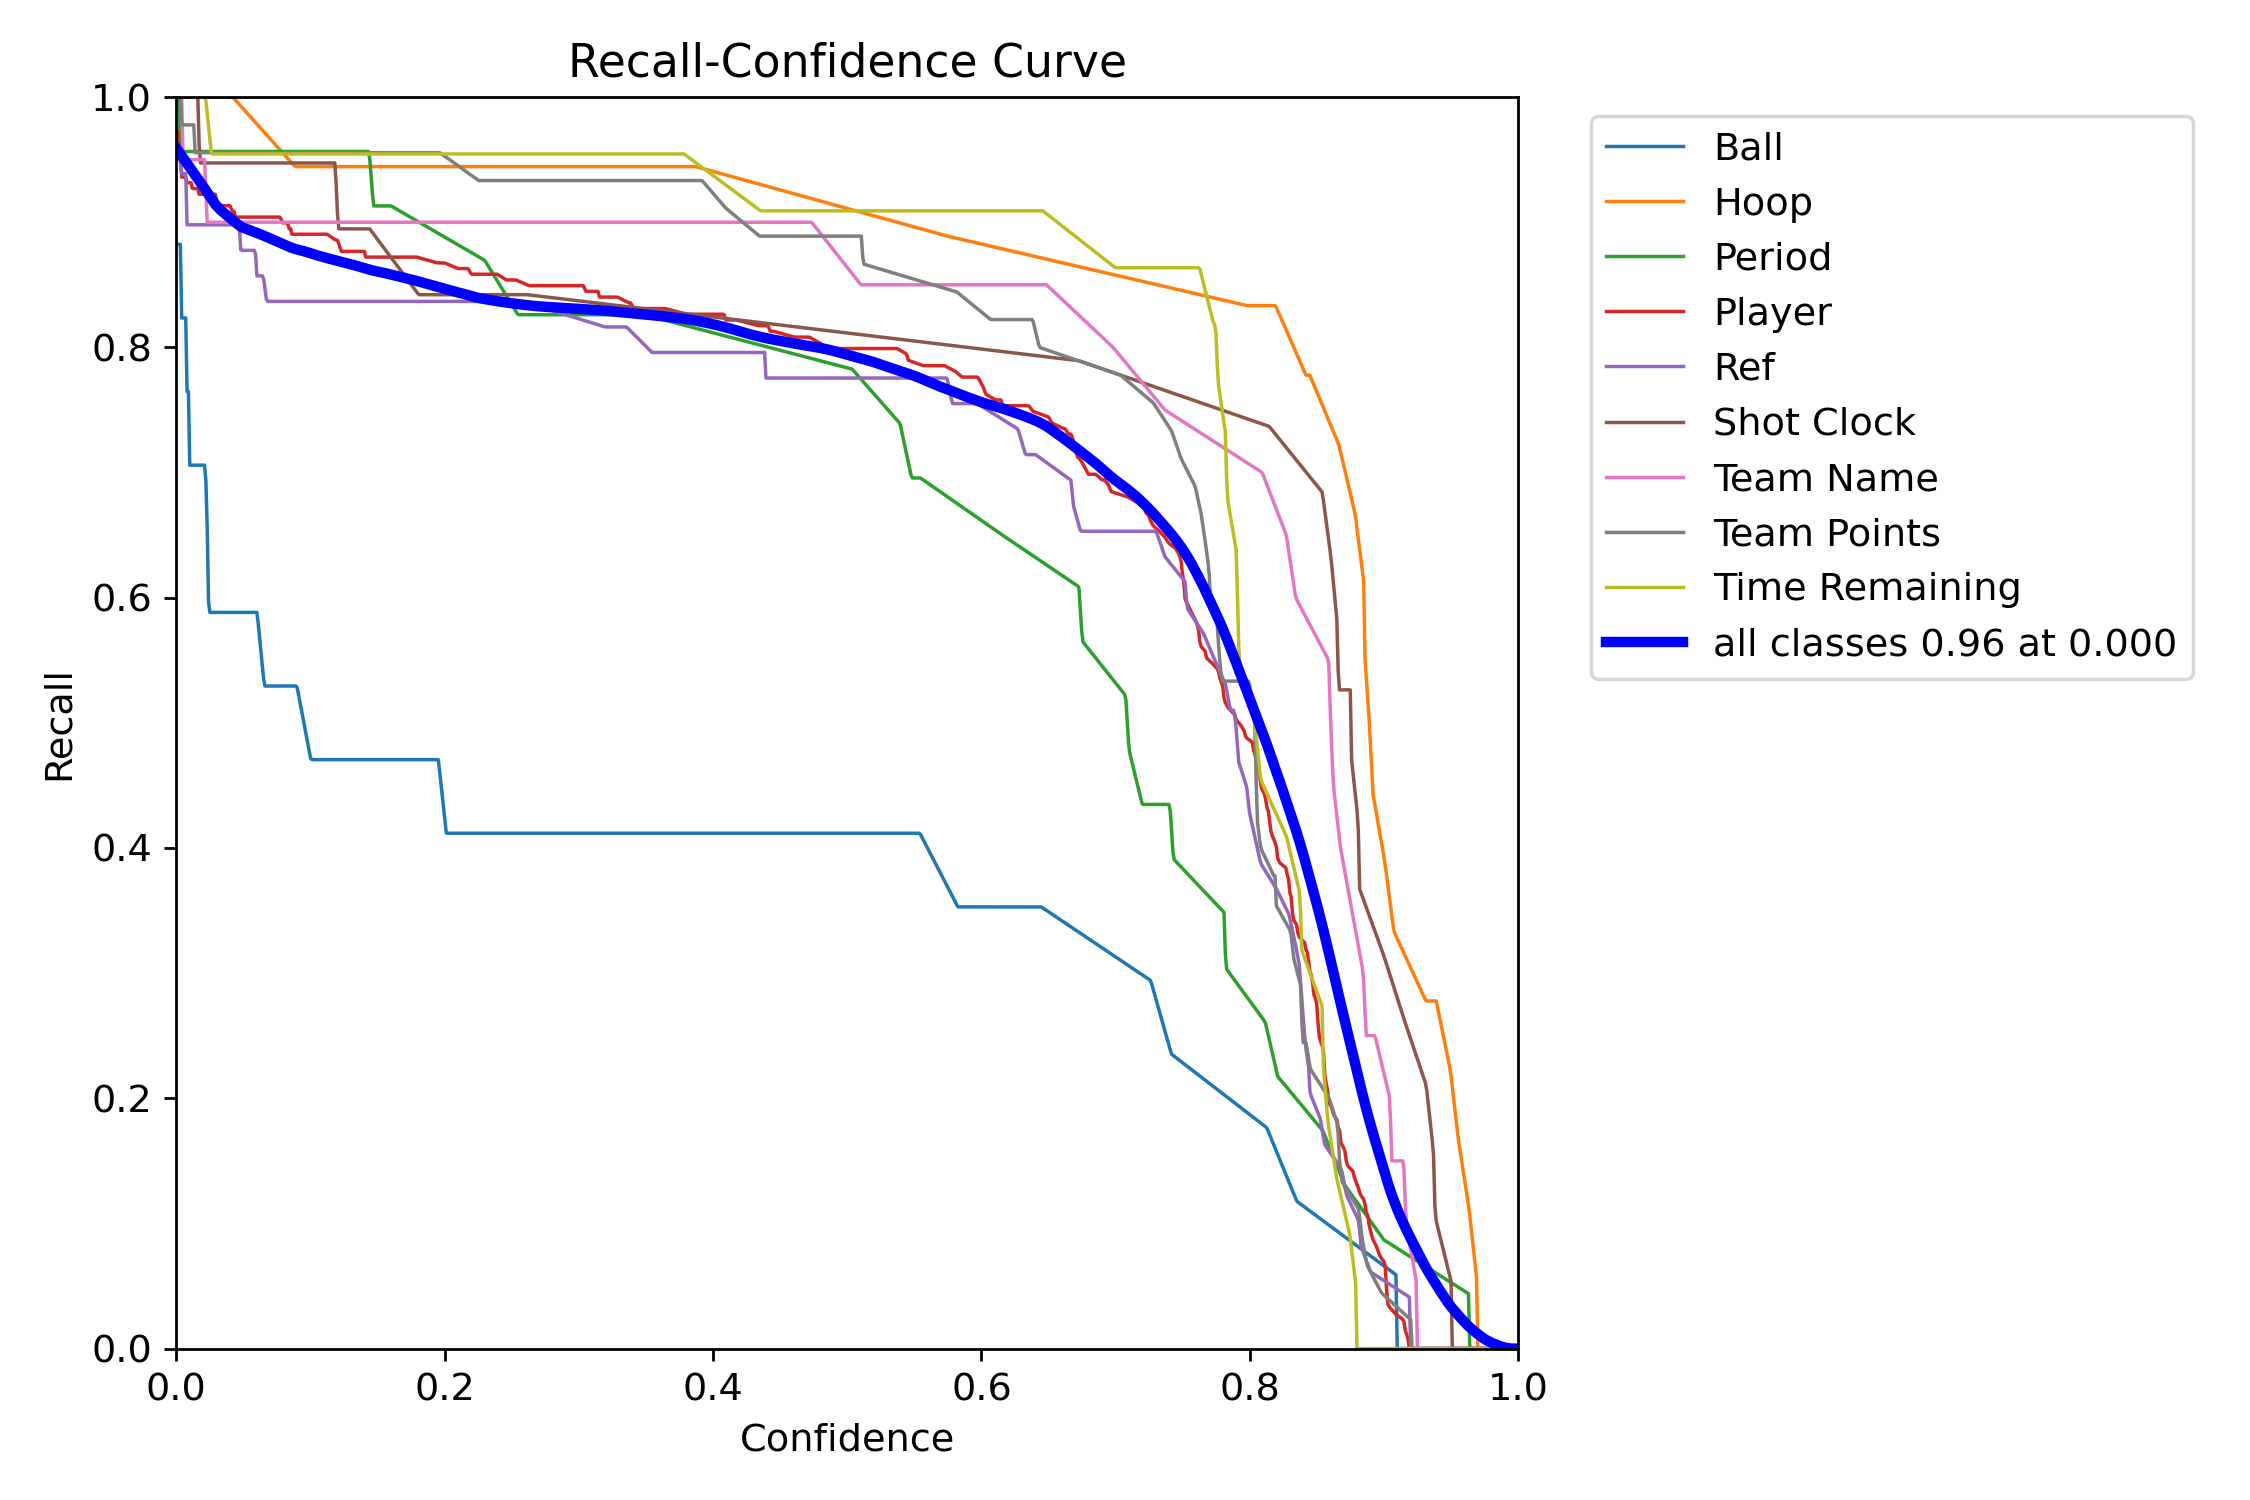 Recall-Confidence Curve
1.0
0.8
0.6
0.4
0.2
0.0
Recall
0.0 0.2 0.4 0.6 0.8 1.0
Confidence
Ball
Hoop
Period
Player
Ref
Shot Clock
Team Name
Team Points
Time Remaining
all classes 0.96 at 0.000